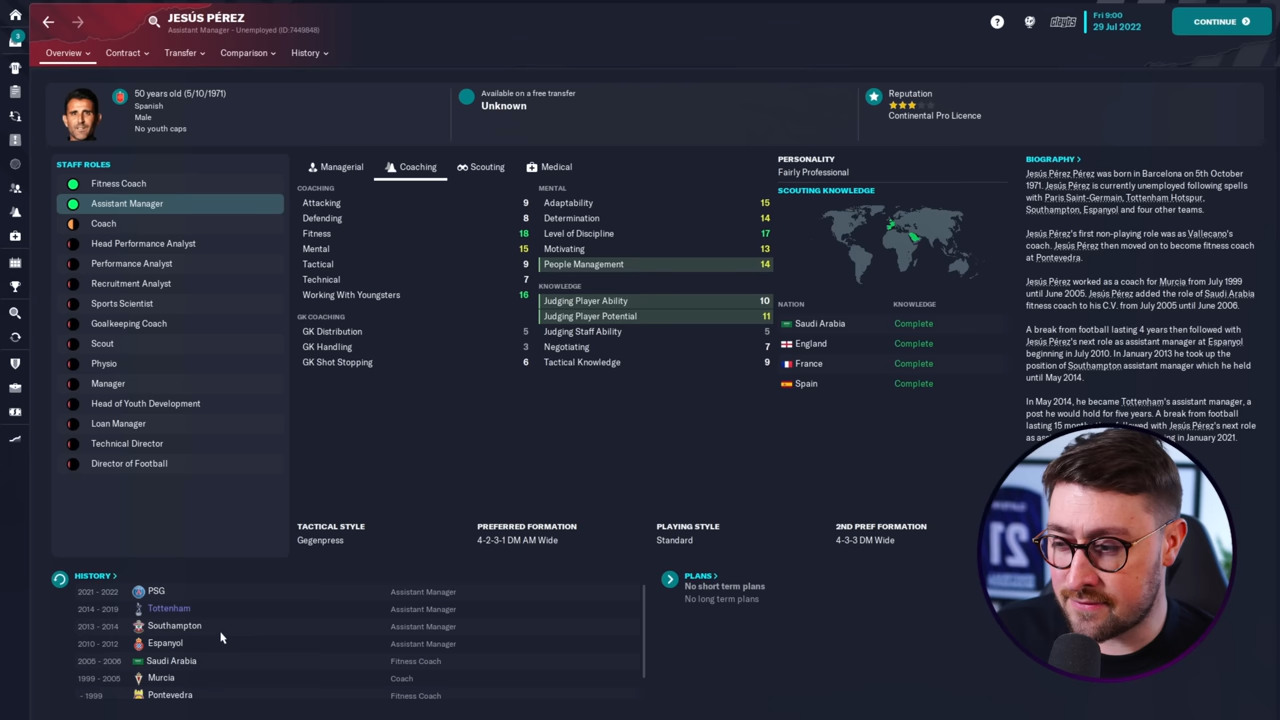 3
JESÚS PÉREZ
Assistant Manager - Unemployed (ID:7449848)
?
clayts
Fri 9:00
29 Jul 2022
CONTINUE
Overview
Contract
Transfer
Comparison
History
50 years old (5/10/1971)
Spanish
Male
No youth caps
Available on a free transfer
Unknown
Reputation
Continental Pro Licence
STAFF ROLES
Fitness Coach
Assistant Manager
Coach
Head Performance Analyst
Performance Analyst
Recruitment Analyst
Sports Scientist
Goalkeeping Coach
Scout
Physio
Manager
Head of Youth Development
Loan Manager
Technical Director
Director of Football
Managerial
Coaching
Scouting
Medical
COACHING
Attacking 9
Defending 8
Fitness 18
Mental 15
Tactical 9
Technical 7
Working With Youngsters 16
GK COACHING
GK Distribution 5
GK Handling 3
GK Shot Stopping 6
MENTAL
Adaptability 15
Determination 14
Level of Discipline 17
Motivating 13
People Management 14
KNOWLEDGE
Judging Player Ability 10
Judging Player Potential 11
Judging Staff Ability 5
Negotiating 7
Tactical Knowledge 9
PERSONALITY
Fairly Professional
SCOUTING KNOWLEDGE
NATION KNOWLEDGE
Saudi Arabia Complete
England Complete
France Complete
Spain Complete
BIOGRAPHY >
Jesús Pérez Pérez was born in Barcelona on 5th October
1971. Jesús Pérez is currently unemployed following spells
with Paris Saint-Germain, Tottenham Hotspur,
Southampton, Espanyol and four other teams.
Jesús Pérez's first non-playing role was as Vallecano's
coach. Jesús Pérez then moved on to become fitness coach
at Pontevedra.
Jesús Pérez worked as a coach for Murcia from July 1999
until June 2005. Jesús Pérez added the role of Saudi Arabia
fitness coach to his C.V. from July 2005 until June 2006.
A break from football lasting 4 years then followed with
Jesús Pérez's next role as assistant manager at Espanyol
beginning in July 2010. In January 2013 he took up the
position of Southampton assistant manager which he held
until May 2014.
In May 2014, he became Tottenham's assistant manager, a
post he would hold for five years. A break from football
lasting 15 month followed with Jesús Pérez's next role
as ass ing in January 2021.
TACTICAL STYLE
Gegenpress
PREFERRED FORMATION
4-2-3-1 DM AM Wide
PLAYING STYLE
Standard
2ND PREF FORMATION
4-3-3 DM Wide
HISTORY >
2021 - 2022 PSG Assistant Manager
2014 - 2019 Tottenham Assistant Manager
2013 - 2014 Southampton Assistant Manager
2010 - 2012 Espanyol Assistant Manager
2005 - 2006 Saudi Arabia Fitness Coach
1999 - 2005 Murcia Coach
- 1999 Pontevedra Fitness Coach
PLANS >
No short term plans
No long term plans
21